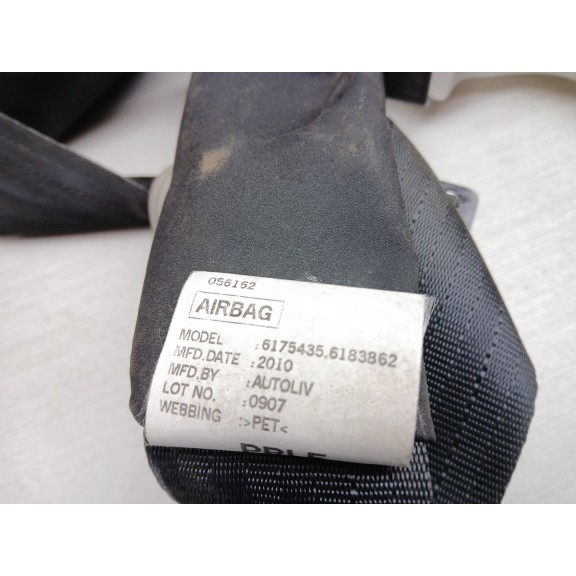 056162
AIRBAG
MODEL :6175435.6183862
MFD.DATE :2010
MFD.BY :AUTOLIV
LOT NO. :0907
WEBBING :>PET<